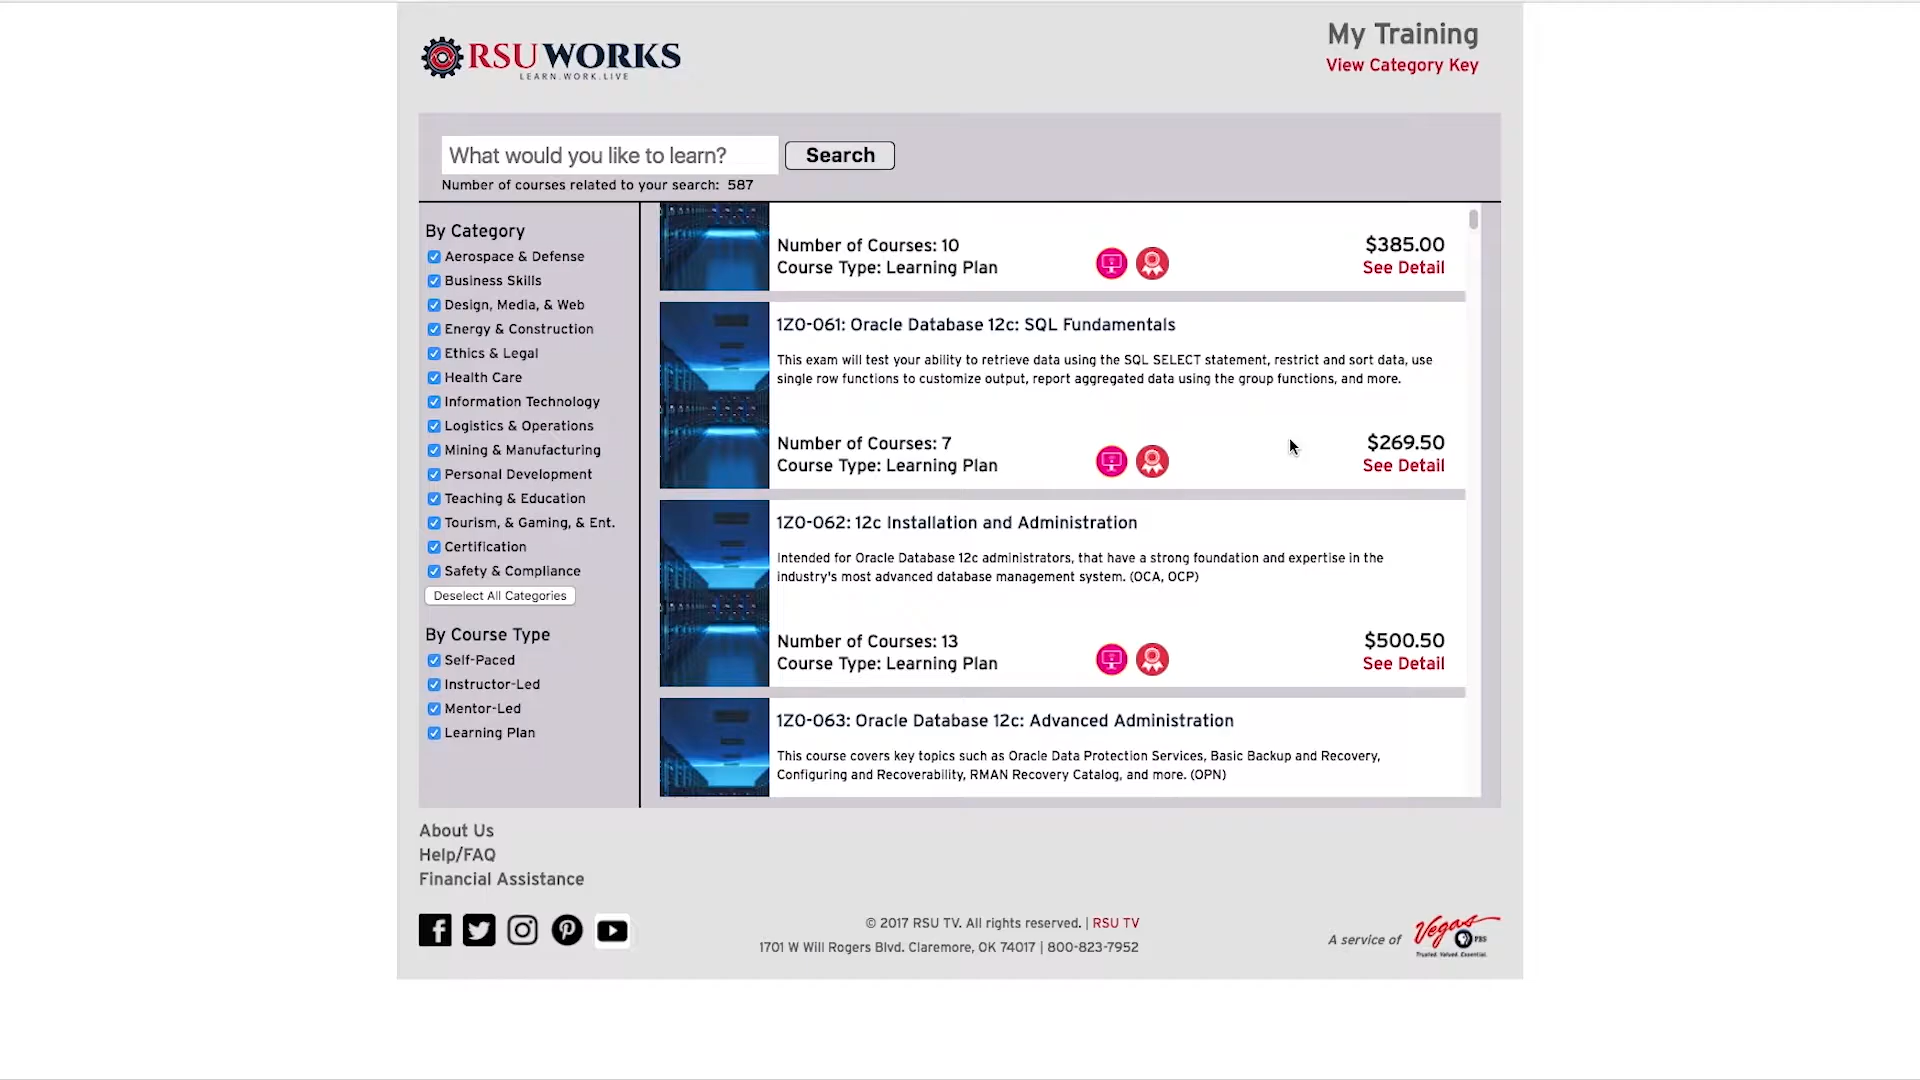 RSU WORKS
LEARN.WORK.LIVE
My Training
View Category Key
What would you like to learn?
Search
Number of courses related to your search: 587
By Category
Aerospace & Defense
Business Skills
Design, Media, & Web
Energy & Construction
Ethics & Legal
Health Care
Information Technology
Logistics & Operations
Mining & Manufacturing
Personal Development
Teaching & Education
Tourism, & Gaming, & Ent.
Certification
Safety & Compliance
Deselect All Categories
By Course Type
Self-Paced
Instructor-Led
Mentor-Led
Learning Plan
Number of Courses: 10
Course Type: Learning Plan
$385.00
See Detail
1Z0-061: Oracle Database 12c: SQL Fundamentals
This exam will test your ability to retrieve data using the SQL SELECT statement, restrict and sort data, use
single row functions to customize output, report aggregated data using the group functions, and more.
Number of Courses: 7
Course Type: Learning Plan
$269.50
See Detail
1Z0-062: 12c Installation and Administration
Intended for Oracle Database 12c administrators, that have a strong foundation and expertise in the
industry's most advanced database management system. (OCA, OCP)
Number of Courses: 13
Course Type: Learning Plan
$500.50
See Detail
1Z0-063: Oracle Database 12c: Advanced Administration
This course covers key topics such as Oracle Data Protection Services, Basic Backup and Recovery,
Configuring and Recoverability, RMAN Recovery Catalog, and more. (OPN)
About Us
Help/FAQ
Financial Assistance
© 2017 RSU TV. All rights reserved. | RSU TV
1701 W Will Rogers Blvd. Claremore, OK 74017 | 800-823-7952
A service of
Vegas PBS
Trusted. Valued. Essential.